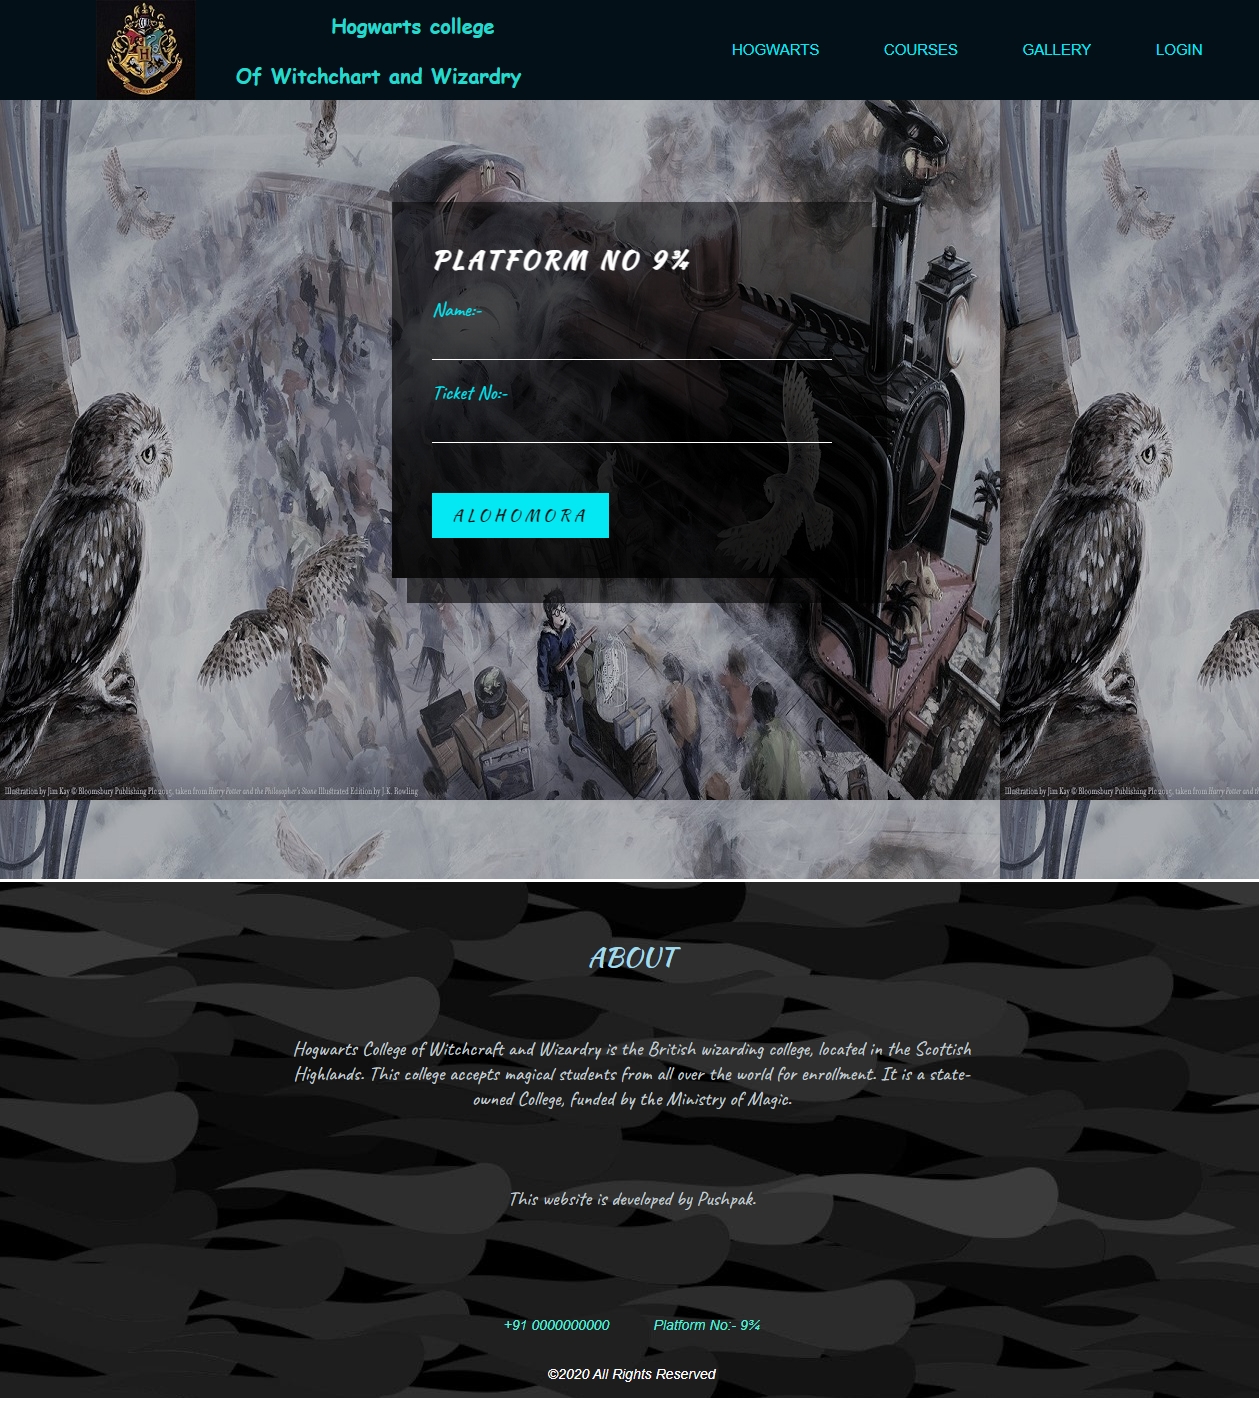 Hogwarts college
Of Witchchart and Wizardry
HOGWARTS COURSES GALLERY LOGIN
PLATFORM NO 9¾
Name:-
Ticket No:-
ALOHOMORA
Illustration by Jim Kay © Bloomsbury Publishing Plc 2015, taken from Harry Potter and the Philosopher's Stone Illustrated Edition by J.K. Rowling
Illustration by Jim Kay © Bloomsbury Publishing Plc 2015, taken from Harry Potter and
ABOUT
Hogwarts College of Witchcraft and Wizardry is the British wizarding college, located in the Scottish
Highlands. This college accepts magical students from all over the world for enrollment. It is a state-
owned College, funded by the Ministry of Magic.
This website is developed by Pushpak.
+91 0000000000 Platform No:- 9¾
©2020 All Rights Reserved